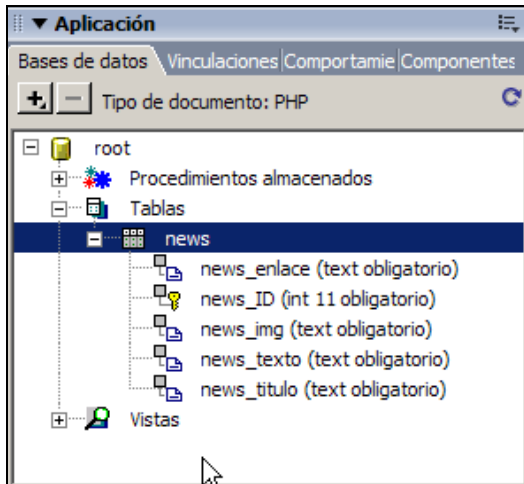 Aplicación
Bases de datos Vinculaciones Comportamie Componentes
Tipo de documento: PHP
root
Procedimientos almacenados
Tablas
news
news_enlace (text obligatorio)
news_ID (int 11 obligatorio)
news_img (text obligatorio)
news_texto (text obligatorio)
news_titulo (text obligatorio)
Vistas